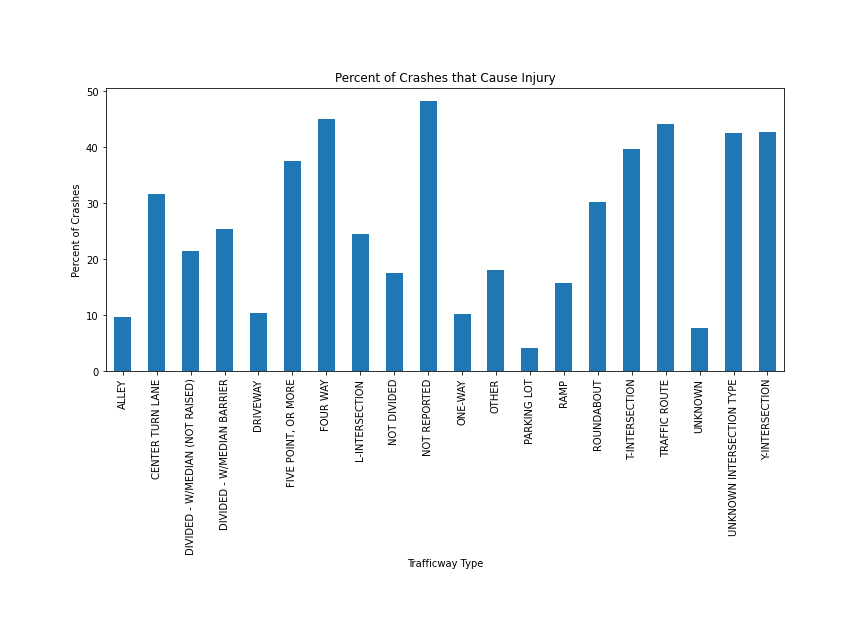 Percent of Crashes that Cause Injury
Percent of Crashes
50
40
30
20
10
0
ALLEY
CENTER TURN LANE
DIVIDED - W/MEDIAN (NOT RAISED)
DIVIDED - W/MEDIAN BARRIER
DRIVEWAY
FIVE POINT, OR MORE
FOUR WAY
L-INTERSECTION
NOT DIVIDED
NOT REPORTED
ONE-WAY
OTHER
PARKING LOT
RAMP
ROUNDABOUT
T-INTERSECTION
TRAFFIC ROUTE
UNKNOWN
UNKNOWN INTERSECTION TYPE
Y-INTERSECTION
Trafficway Type